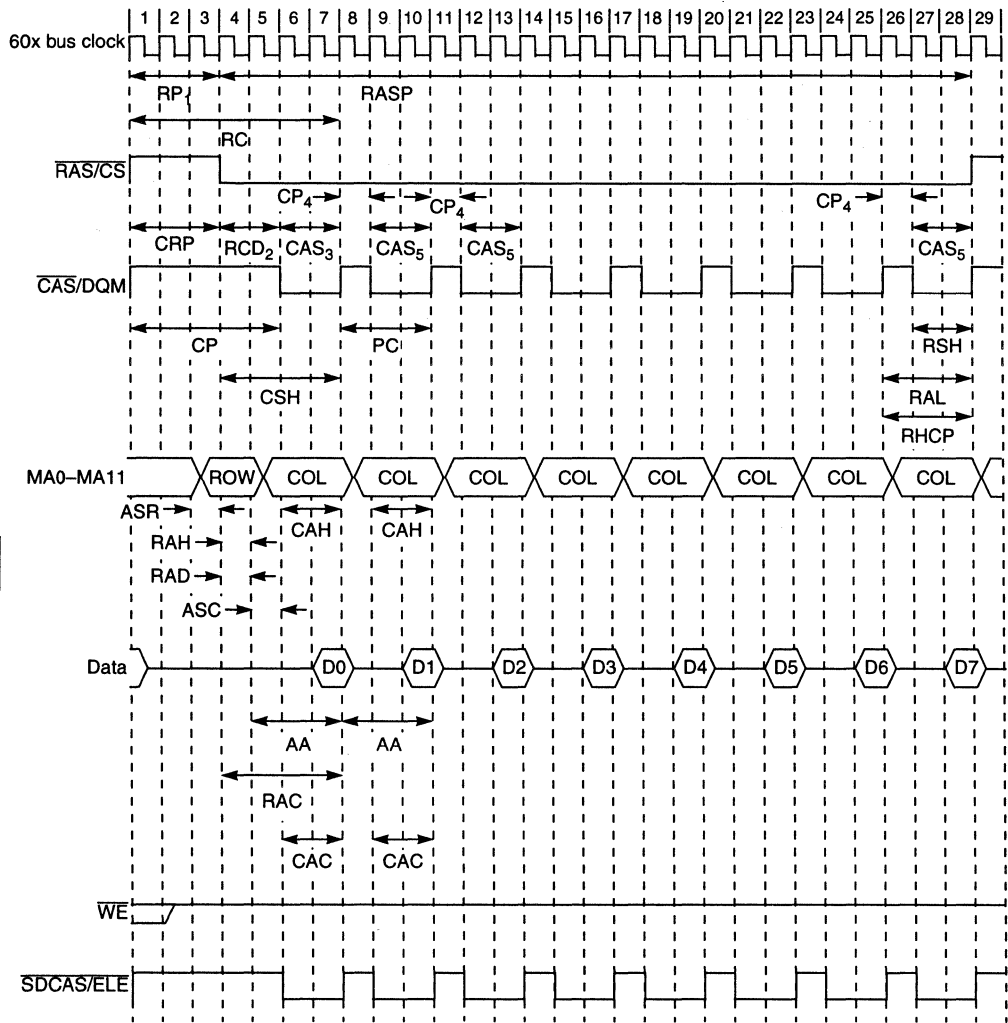 1 2 3 4 5 6 7 8 9 10 11 12 13 14 15 16 17 18 19 20 21 22 23 24 25 26 27 28 29
60x bus clock
RP1 RASP
RC
RAS/CS
CP4 CP4 CP4
CRP RCD2 CAS3 CAS5 CAS5 CAS5
CAS/DQM
CP PC RSH
CSH RAL
RHCP
MA0–MA11 ROW COL COL COL COL COL COL COL COL
ASR CAH CAH
RAH
RAD
ASC
Data D0 D1 D2 D3 D4 D5 D6 D7
AA AA
RAC
CAC CAC
WE
SDCAS/ELE